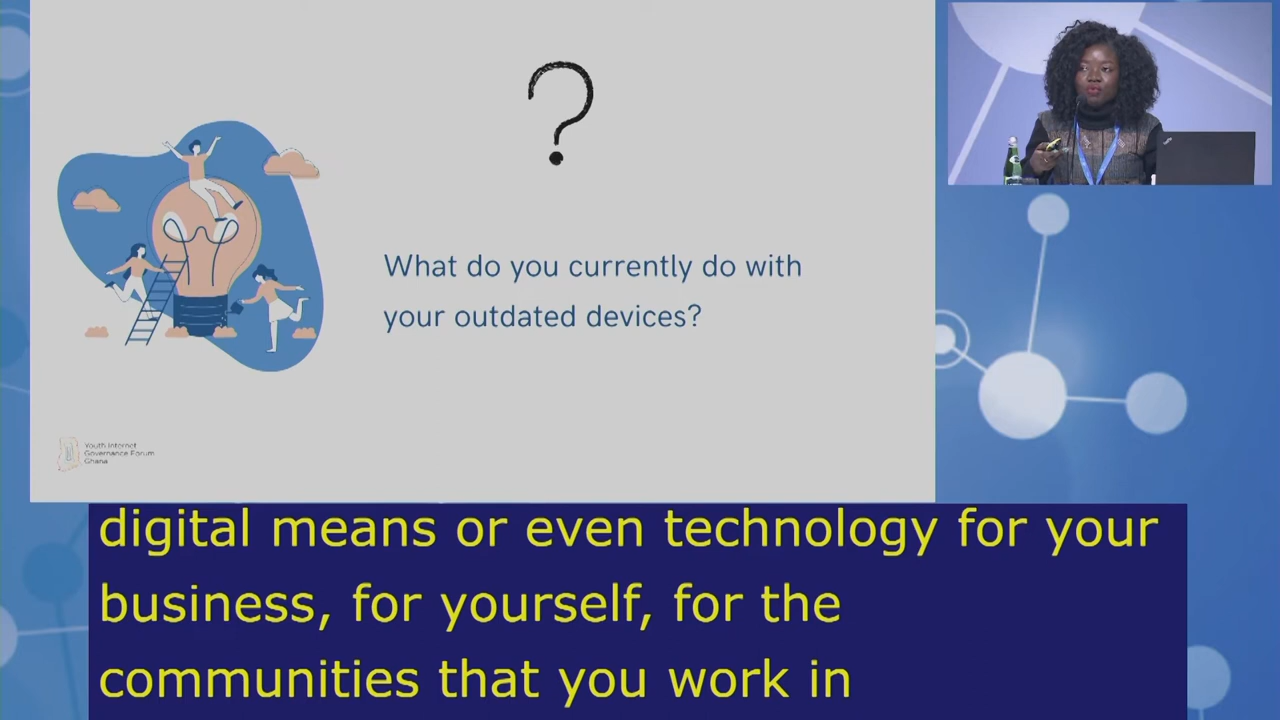 ?
What do you currently do with
your outdated devices?
Youth Internet
Governance Forum
Ghana
digital means or even technology for your
business, for yourself, for the
communities that you work in